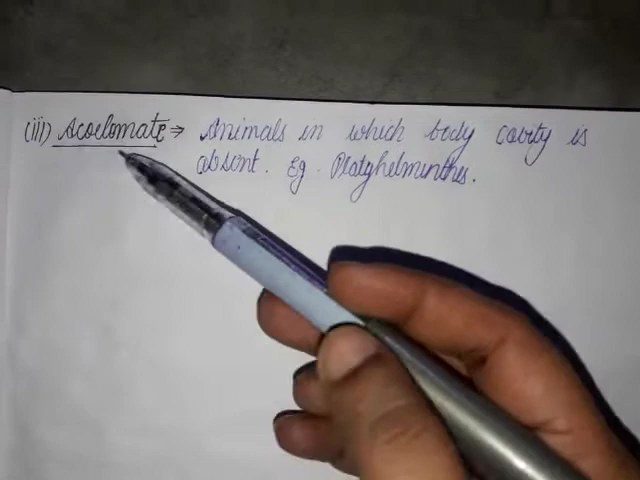 (iii) Acoelomate ⇒ Animals in which body cavity is
absent. Eg. Platyhelminthes.